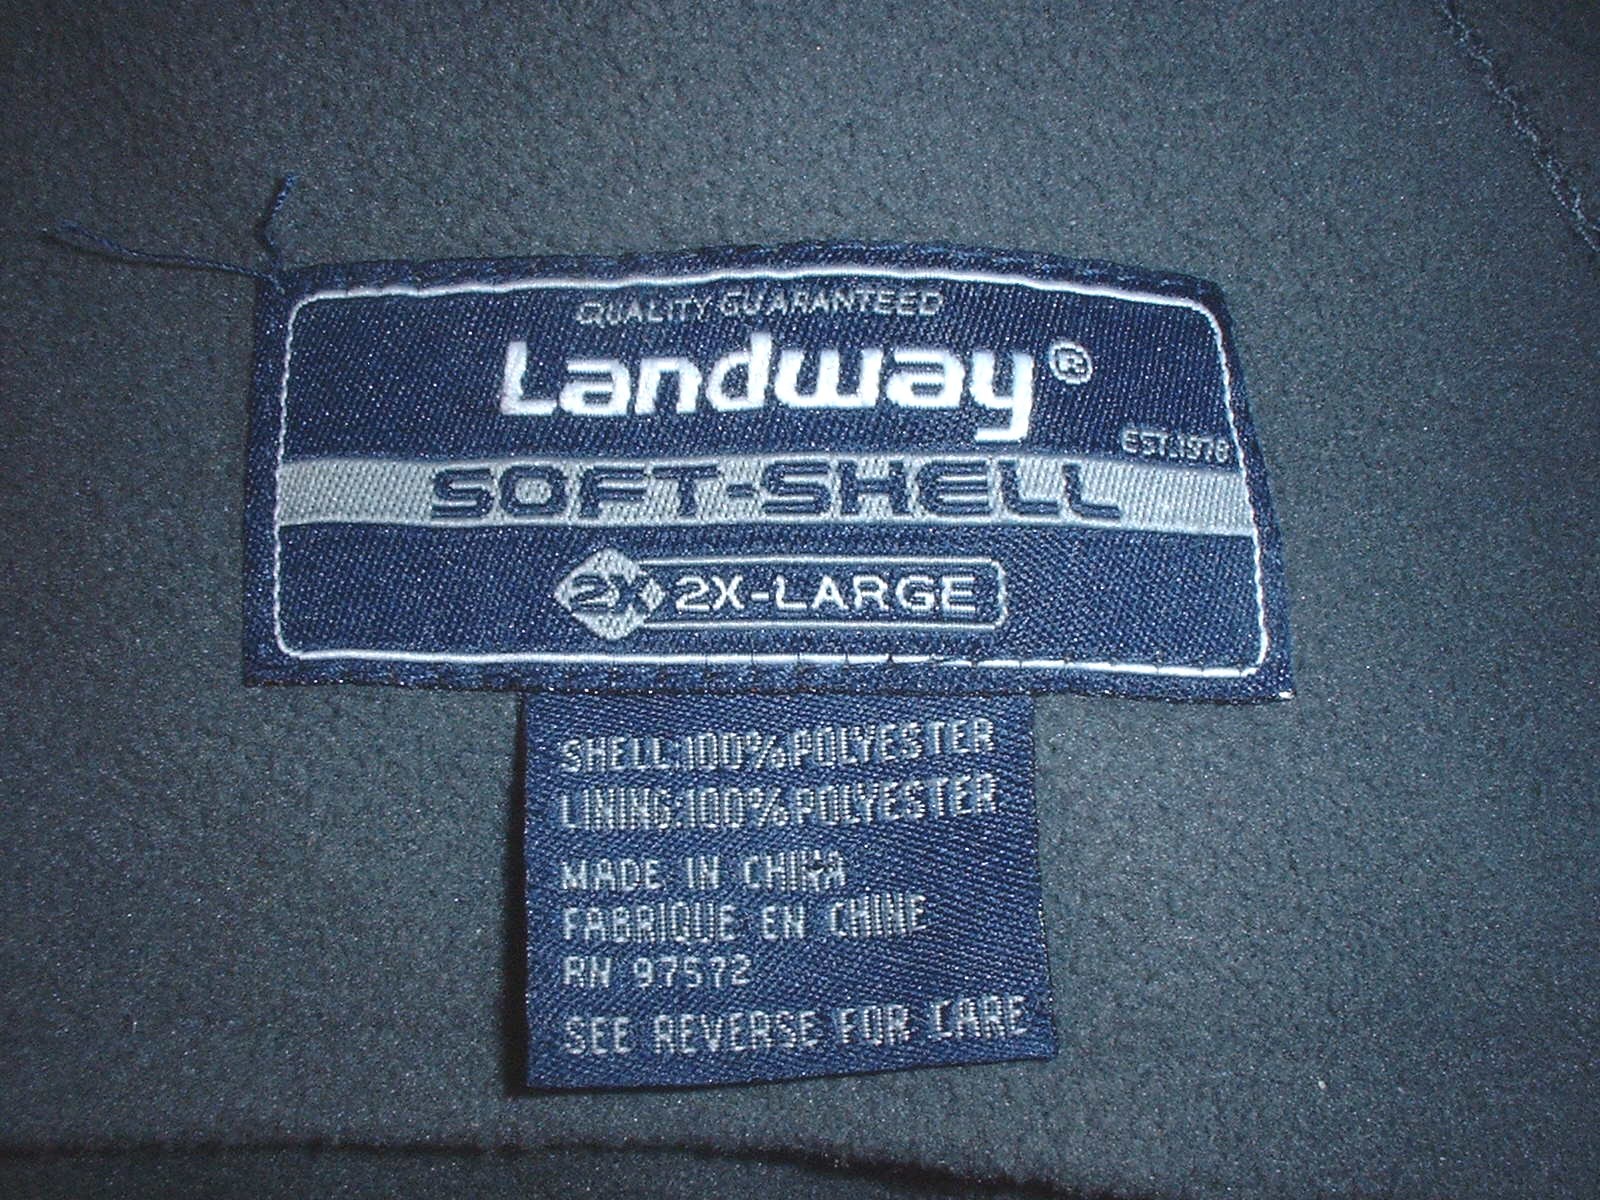 QUALITY GUARANTEED
Landway®
EST.1978
SOFT-SHELL
2X 2X-LARGE
SHELL:100%POLYESTER
LINING:100%POLYESTER
MADE IN CHINA
FABRIQUE EN CHINE
RN 97572
SEE REVERSE FOR CARE